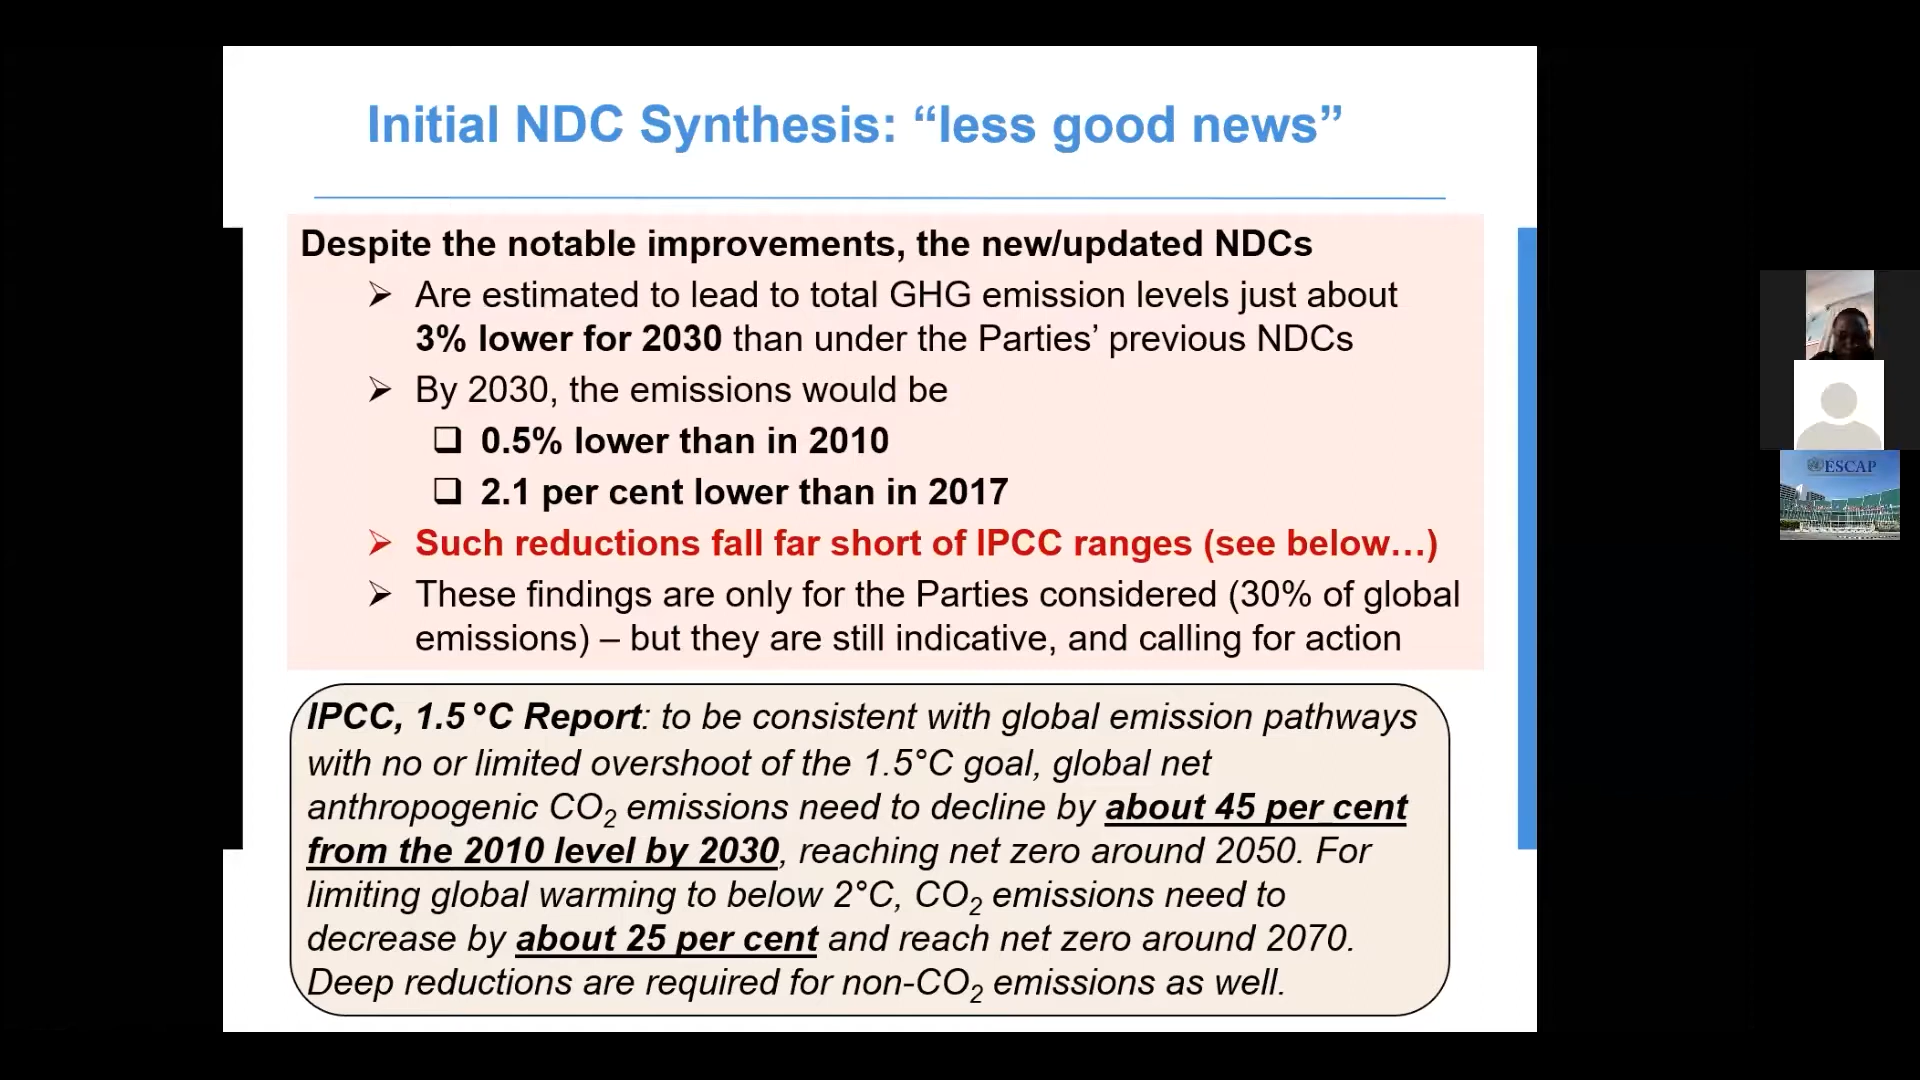 Initial NDC Synthesis: “less good news”
Despite the notable improvements, the new/updated NDCs
➢ Are estimated to lead to total GHG emission levels just about
3% lower for 2030 than under the Parties’ previous NDCs
➢ By 2030, the emissions would be
❑ 0.5% lower than in 2010
❑ 2.1 per cent lower than in 2017
➢ Such reductions fall far short of IPCC ranges (see below…)
➢ These findings are only for the Parties considered (30% of global
emissions) – but they are still indicative, and calling for action
IPCC, 1.5 °C Report: to be consistent with global emission pathways
with no or limited overshoot of the 1.5°C goal, global net
anthropogenic CO₂ emissions need to decline by about 45 per cent
from the 2010 level by 2030, reaching net zero around 2050. For
limiting global warming to below 2°C, CO₂ emissions need to
decrease by about 25 per cent and reach net zero around 2070.
Deep reductions are required for non-CO₂ emissions as well.
ESCAP